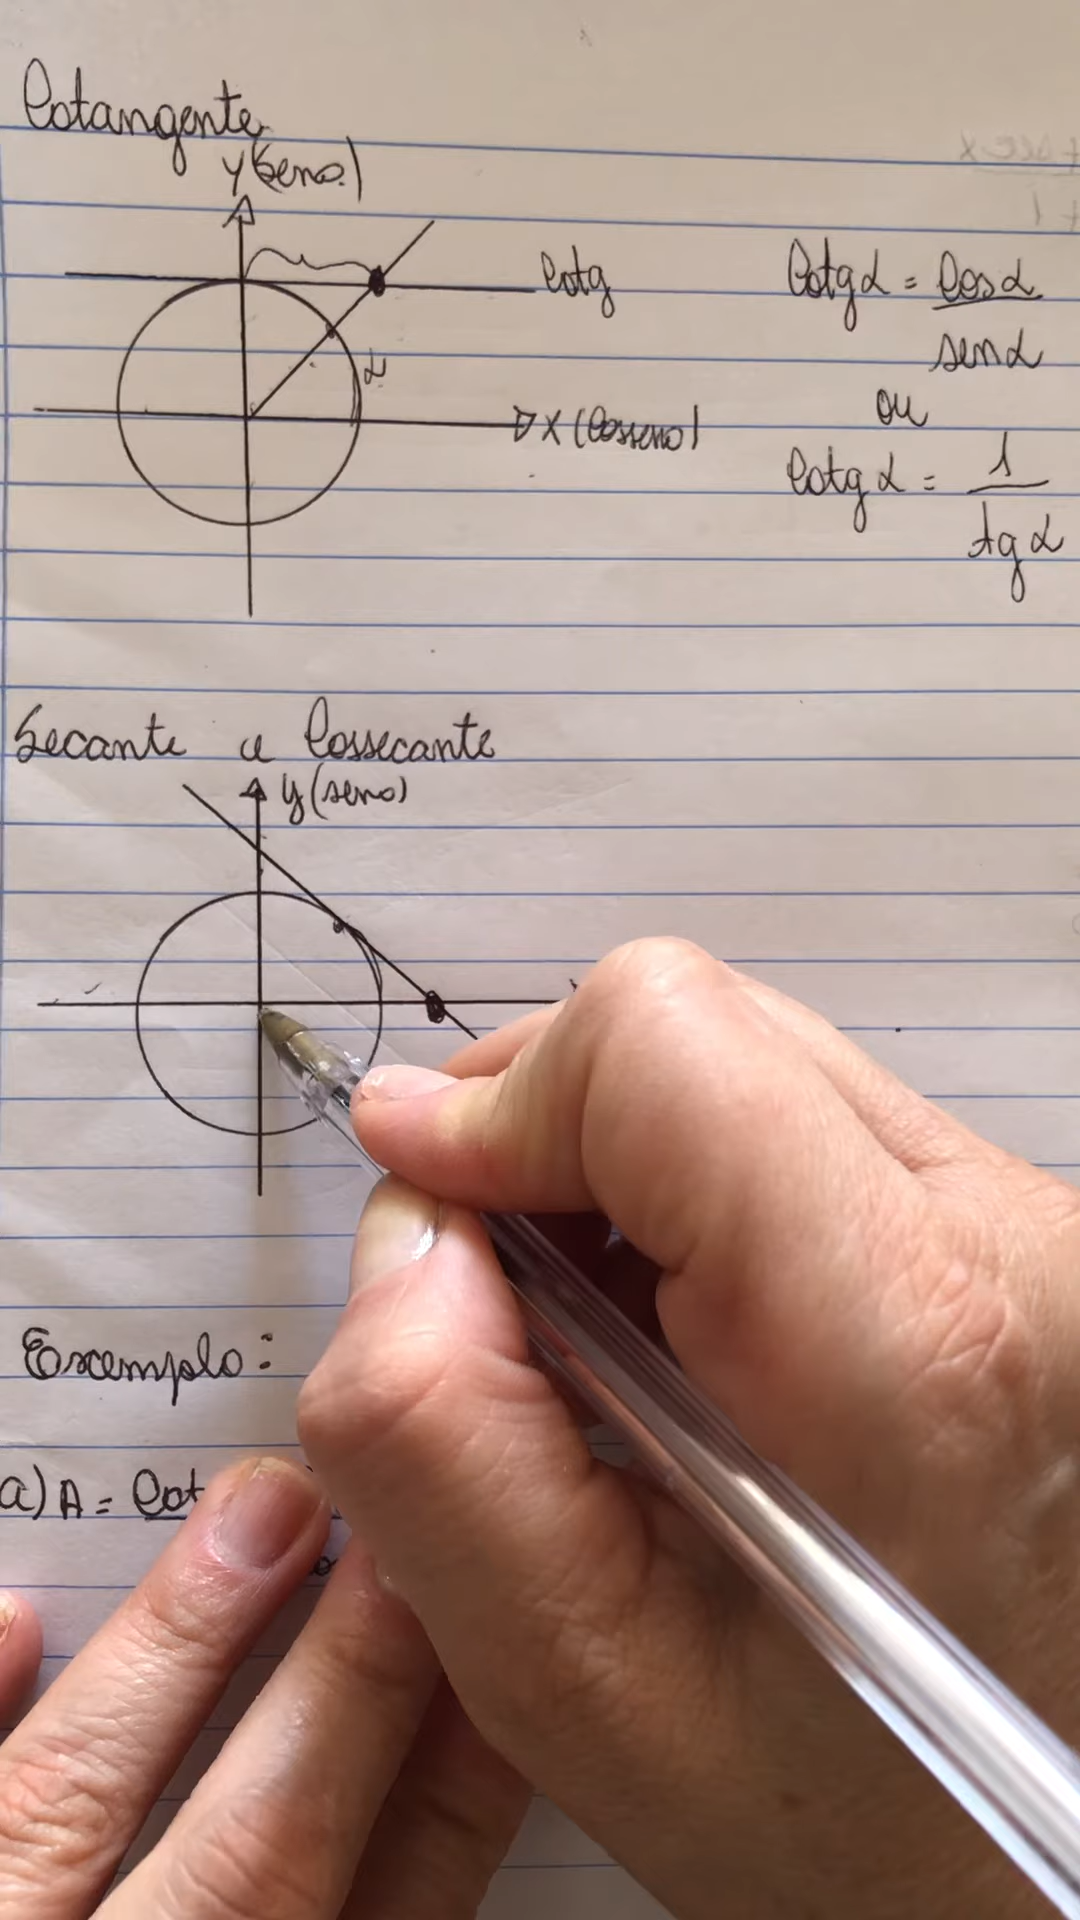 Cotangente
y (seno)
cotg
α
x (cosseno)
cotg α = cos α
sen α
ou
cotg α = 1
tg α
Secante e Cossecante
y (seno)
Exemplo:
a) A = cot